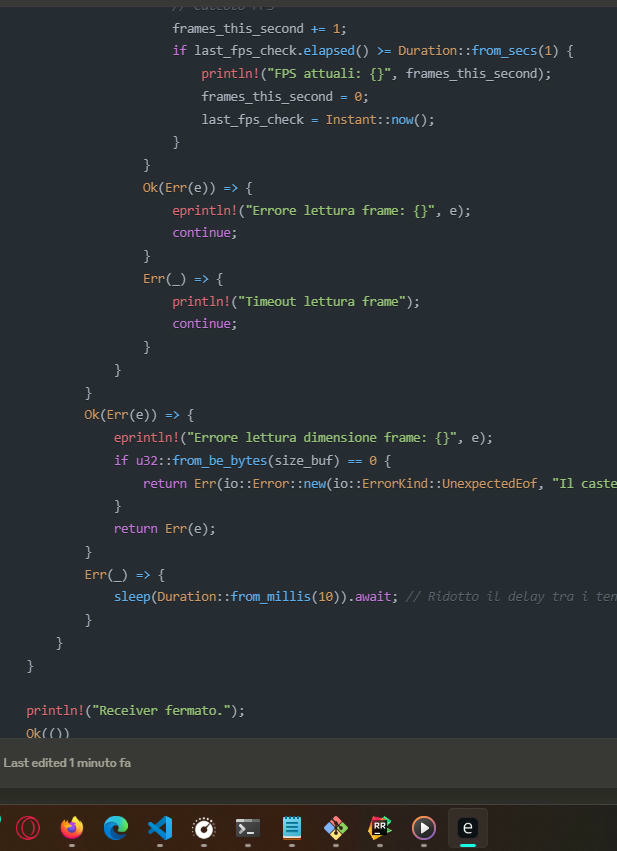 // Calcolo FPS
frames_this_second += 1;
if last_fps_check.elapsed() >= Duration::from_secs(1) {
println!("FPS attuali: {}", frames_this_second);
frames_this_second = 0;
last_fps_check = Instant::now();
}
}
Ok(Err(e)) => {
eprintln!("Errore lettura frame: {}", e);
continue;
}
Err(_) => {
println!("Timeout lettura frame");
continue;
}
}
}
Ok(Err(e)) => {
eprintln!("Errore lettura dimensione frame: {}", e);
if u32::from_be_bytes(size_buf) == 0 {
return Err(io::Error::new(io::ErrorKind::UnexpectedEof, "Il caste
}
return Err(e);
}
Err(_) => {
sleep(Duration::from_millis(10)).await; // Ridotto il delay tra i ten
}
}
}
println!("Receiver fermato.");
Ok(())
Last edited 1 minuto fa
RR
e